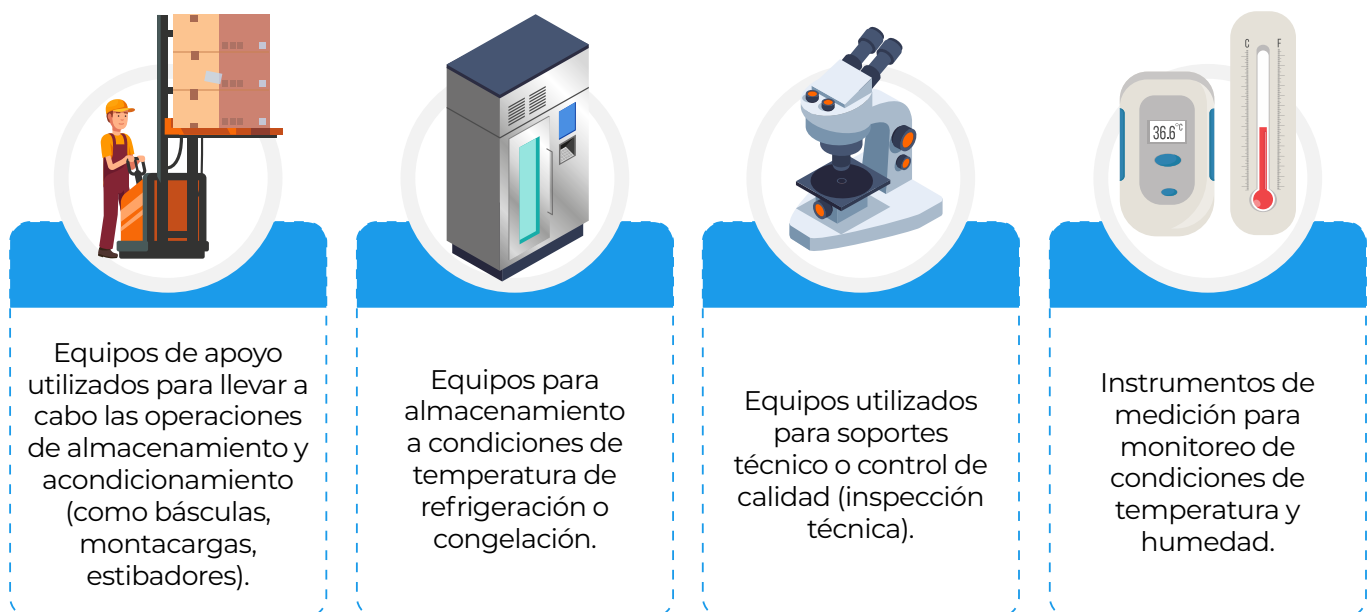 C F
36.6°C
Equipos de apoyo
utilizados para llevar a
cabo las operaciones
de almacenamiento y
acondicionamiento
(como básculas,
montacargas,
estibadores).
Equipos para
almacenamiento
a condiciones de
temperatura de
refrigeración o
congelación.
Equipos utilizados
para soportes
técnico o control de
calidad (inspección
técnica).
Instrumentos de
medición para
monitoreo de
condiciones de
temperatura y
humedad.